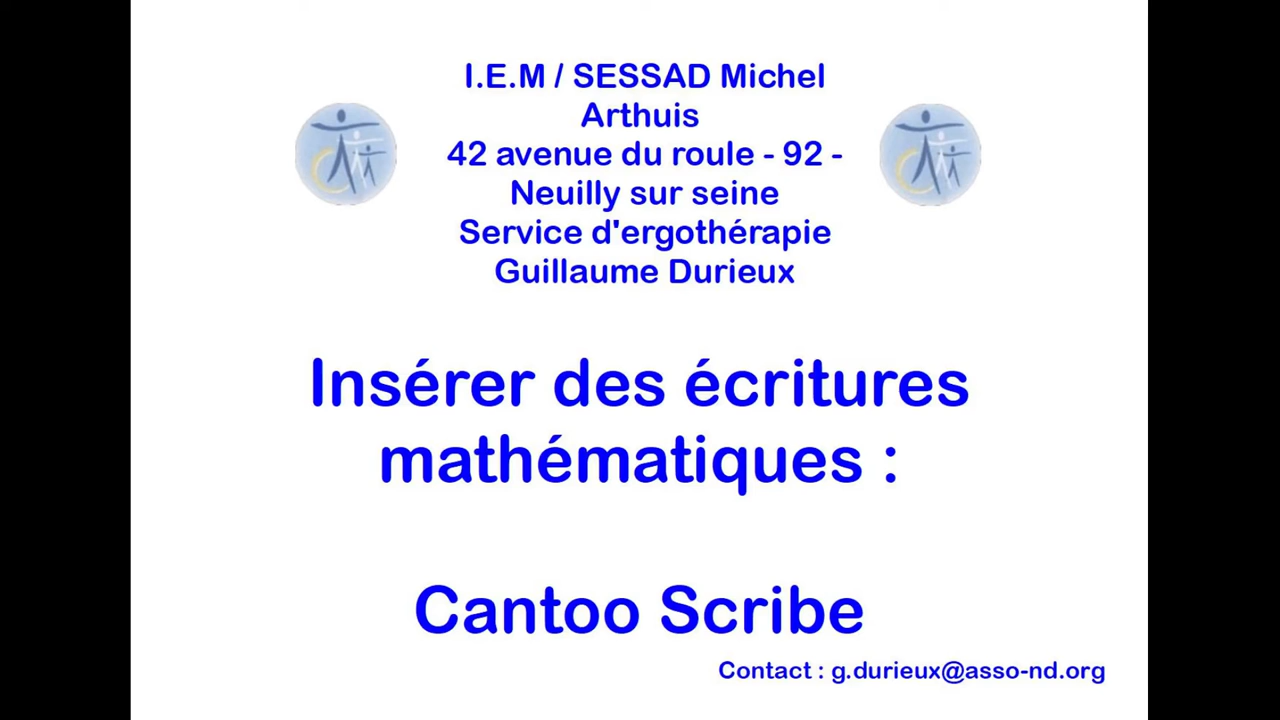 I.E.M / SESSAD Michel
Arthuis
42 avenue du roule - 92 -
Neuilly sur seine
Service d'ergothérapie
Guillaume Durieux
Insérer des écritures
mathématiques :
Cantoo Scribe
Contact : g.durieux@asso-nd.org